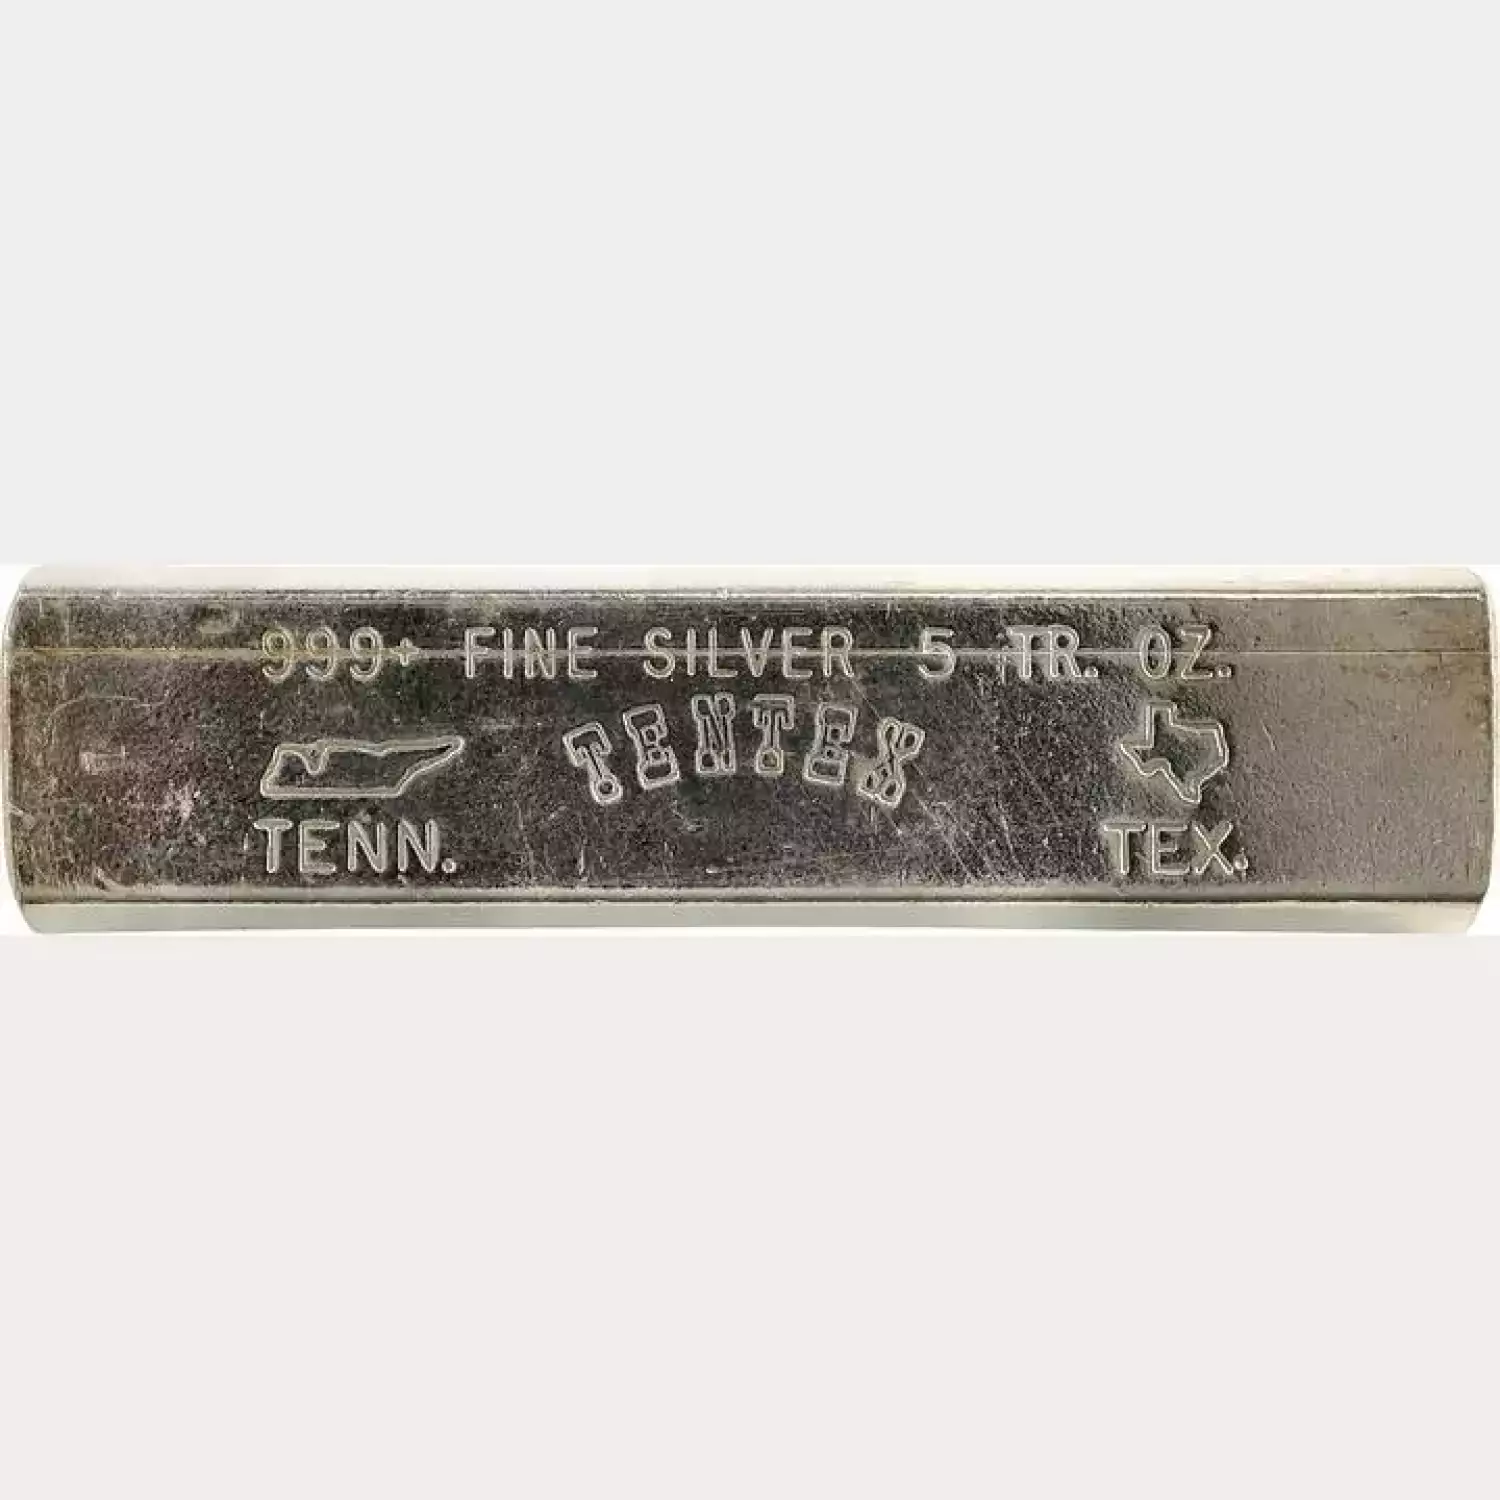 999+ FINE SILVER 5 TR. OZ.
TENTEX
TENN.
TEX.